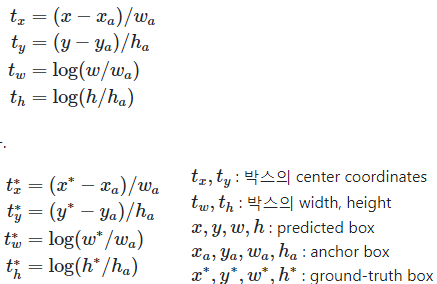 t_x = (x − x_a)/w_a
t_y = (y − y_a)/h_a
t_w = log(w/w_a)
t_h = log(h/h_a)
.
t*_x = (x* − x_a)/w_a
t*_y = (y* − y_a)/h_a
t*_w = log(w*/w_a)
t*_h = log(h*/h_a)
t_x, t_y : 박스의 center coordinates
t_w, t_h : 박스의 width, height
x, y, w, h : predicted box
x_a, y_a, w_a, h_a : anchor box
x*, y*, w*, h* : ground-truth box